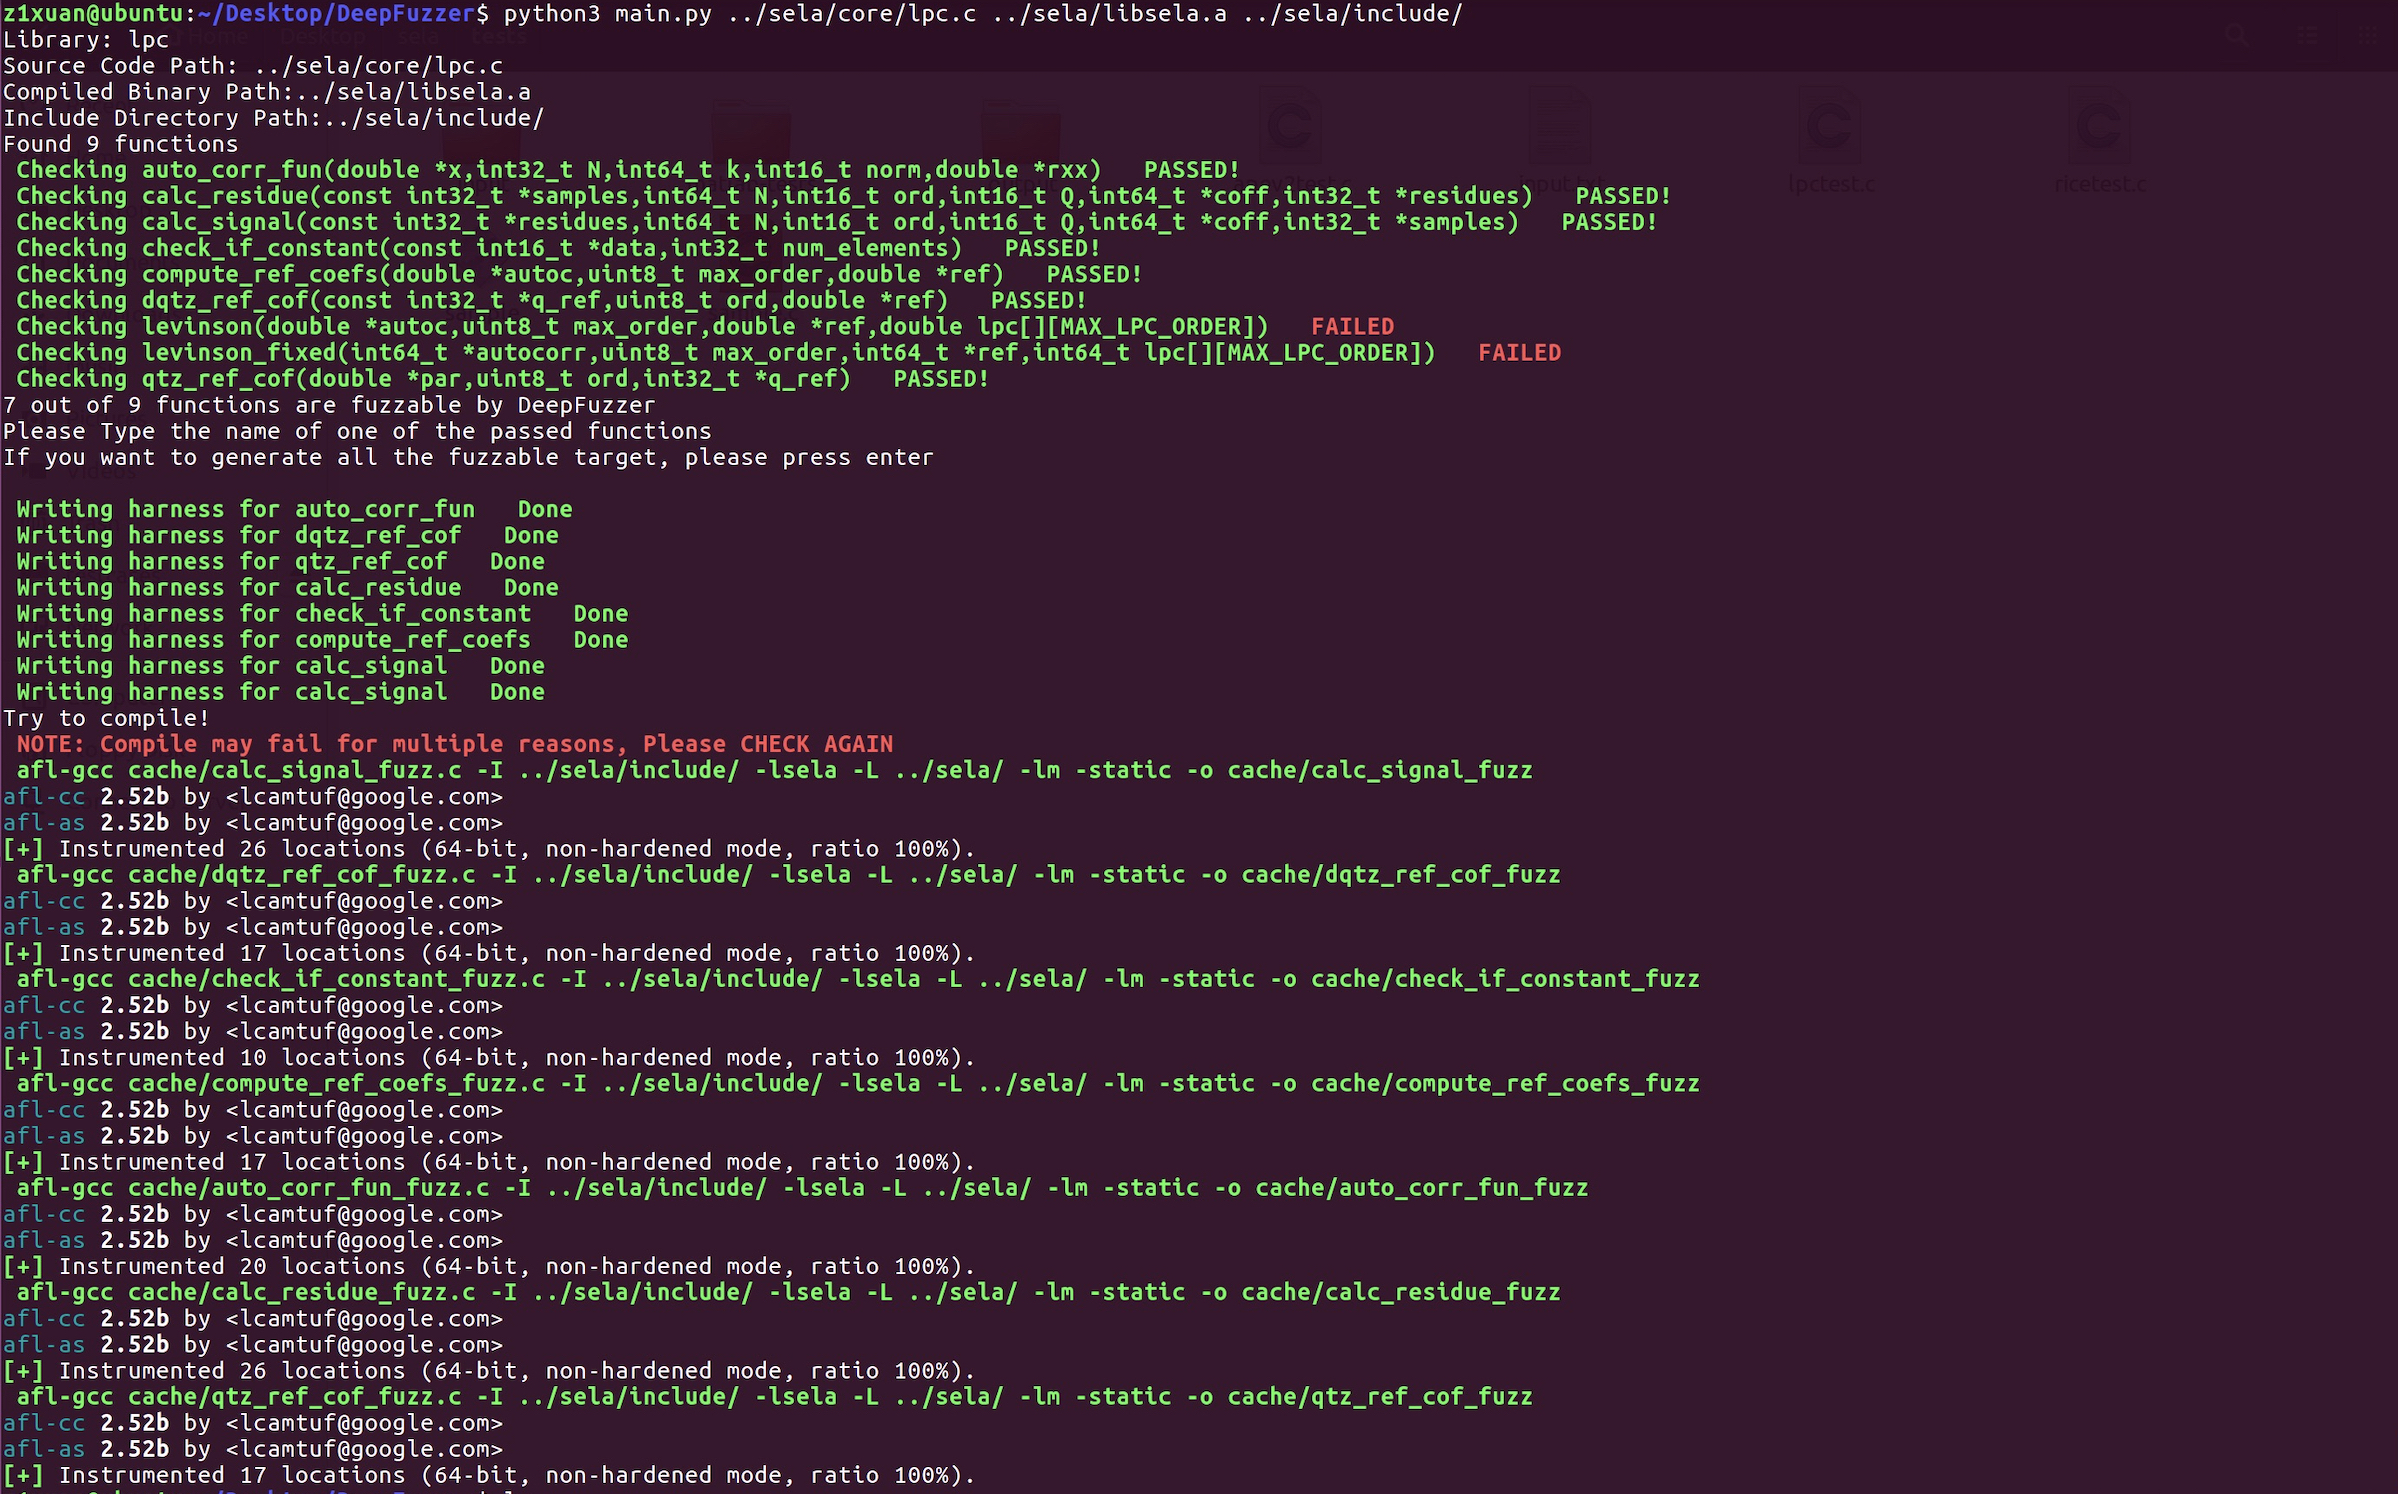 z1xuan@ubuntu:~/Desktop/DeepFuzzer$ python3 main.py ../sela/core/lpc.c ../sela/libsela.a ../sela/include/
Library: lpc
Source Code Path: ../sela/core/lpc.c
Compiled Binary Path:../sela/libsela.a
Include Directory Path:../sela/include/
Found 9 functions
Checking auto_corr_fun(double *x,int32_t N,int64_t k,int16_t norm,double *rxx)   PASSED!
Checking calc_residue(const int32_t *samples,int64_t N,int16_t ord,int16_t Q,int64_t *coff,int32_t *residues)   PASSED!
Checking calc_signal(const int32_t *residues,int64_t N,int16_t ord,int16_t Q,int64_t *coff,int32_t *samples)   PASSED!
Checking check_if_constant(const int16_t *data,int32_t num_elements)   PASSED!
Checking compute_ref_coefs(double *autoc,uint8_t max_order,double *ref)   PASSED!
Checking dqtz_ref_cof(const int32_t *q_ref,uint8_t ord,double *ref)   PASSED!
Checking levinson(double *autoc,uint8_t max_order,double *ref,double lpc[][MAX_LPC_ORDER])   FAILED
Checking levinson_fixed(int64_t *autocorr,uint8_t max_order,int64_t *ref,int64_t lpc[][MAX_LPC_ORDER])   FAILED
Checking qtz_ref_cof(double *par,uint8_t ord,int32_t *q_ref)   PASSED!
7 out of 9 functions are fuzzable by DeepFuzzer
Please Type the name of one of the passed functions
If you want to generate all the fuzzable target, please press enter
Writing harness for auto_corr_fun   Done
Writing harness for dqtz_ref_cof   Done
Writing harness for qtz_ref_cof   Done
Writing harness for calc_residue   Done
Writing harness for check_if_constant   Done
Writing harness for compute_ref_coefs   Done
Writing harness for calc_signal   Done
Writing harness for calc_signal   Done
Try to compile!
NOTE: Compile may fail for multiple reasons, Please CHECK AGAIN
afl-gcc cache/calc_signal_fuzz.c -I ../sela/include/ -lsela -L ../sela/ -lm -static -o cache/calc_signal_fuzz
afl-cc 2.52b by <lcamtuf@google.com>
afl-as 2.52b by <lcamtuf@google.com>
[+] Instrumented 26 locations (64-bit, non-hardened mode, ratio 100%).
afl-gcc cache/dqtz_ref_cof_fuzz.c -I ../sela/include/ -lsela -L ../sela/ -lm -static -o cache/dqtz_ref_cof_fuzz
afl-cc 2.52b by <lcamtuf@google.com>
afl-as 2.52b by <lcamtuf@google.com>
[+] Instrumented 17 locations (64-bit, non-hardened mode, ratio 100%).
afl-gcc cache/check_if_constant_fuzz.c -I ../sela/include/ -lsela -L ../sela/ -lm -static -o cache/check_if_constant_fuzz
afl-cc 2.52b by <lcamtuf@google.com>
afl-as 2.52b by <lcamtuf@google.com>
[+] Instrumented 10 locations (64-bit, non-hardened mode, ratio 100%).
afl-gcc cache/compute_ref_coefs_fuzz.c -I ../sela/include/ -lsela -L ../sela/ -lm -static -o cache/compute_ref_coefs_fuzz
afl-cc 2.52b by <lcamtuf@google.com>
afl-as 2.52b by <lcamtuf@google.com>
[+] Instrumented 17 locations (64-bit, non-hardened mode, ratio 100%).
afl-gcc cache/auto_corr_fun_fuzz.c -I ../sela/include/ -lsela -L ../sela/ -lm -static -o cache/auto_corr_fun_fuzz
afl-cc 2.52b by <lcamtuf@google.com>
afl-as 2.52b by <lcamtuf@google.com>
[+] Instrumented 20 locations (64-bit, non-hardened mode, ratio 100%).
afl-gcc cache/calc_residue_fuzz.c -I ../sela/include/ -lsela -L ../sela/ -lm -static -o cache/calc_residue_fuzz
afl-cc 2.52b by <lcamtuf@google.com>
afl-as 2.52b by <lcamtuf@google.com>
[+] Instrumented 26 locations (64-bit, non-hardened mode, ratio 100%).
afl-gcc cache/qtz_ref_cof_fuzz.c -I ../sela/include/ -lsela -L ../sela/ -lm -static -o cache/qtz_ref_cof_fuzz
afl-cc 2.52b by <lcamtuf@google.com>
afl-as 2.52b by <lcamtuf@google.com>
[+] Instrumented 17 locations (64-bit, non-hardened mode, ratio 100%).